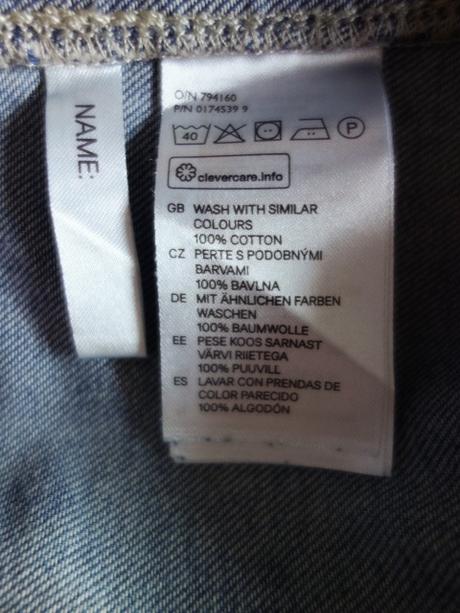 NAME:
O/N 794160
P/N 0174539 9
40 P
clevercare.info
GB WASH WITH SIMILAR
COLOURS
100% COTTON
CZ PERTE S PODOBNÝMI
BARVAMI
100% BAVLNA
DE MIT ÄHNLICHEN FARBEN
WASCHEN
100% BAUMWOLLE
EE PESE KOOS SARNAST
VÄRVI RIIETEGA
100% PUUVILL
ES LAVAR CON PRENDAS DE
COLOR PARECIDO
100% ALGODÓN